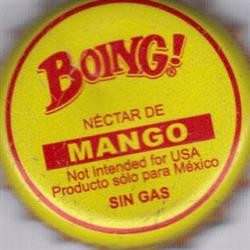 BOING!®
NÉCTAR DE
MANGO
Not intended for USA
Producto sólo para México
SIN GAS